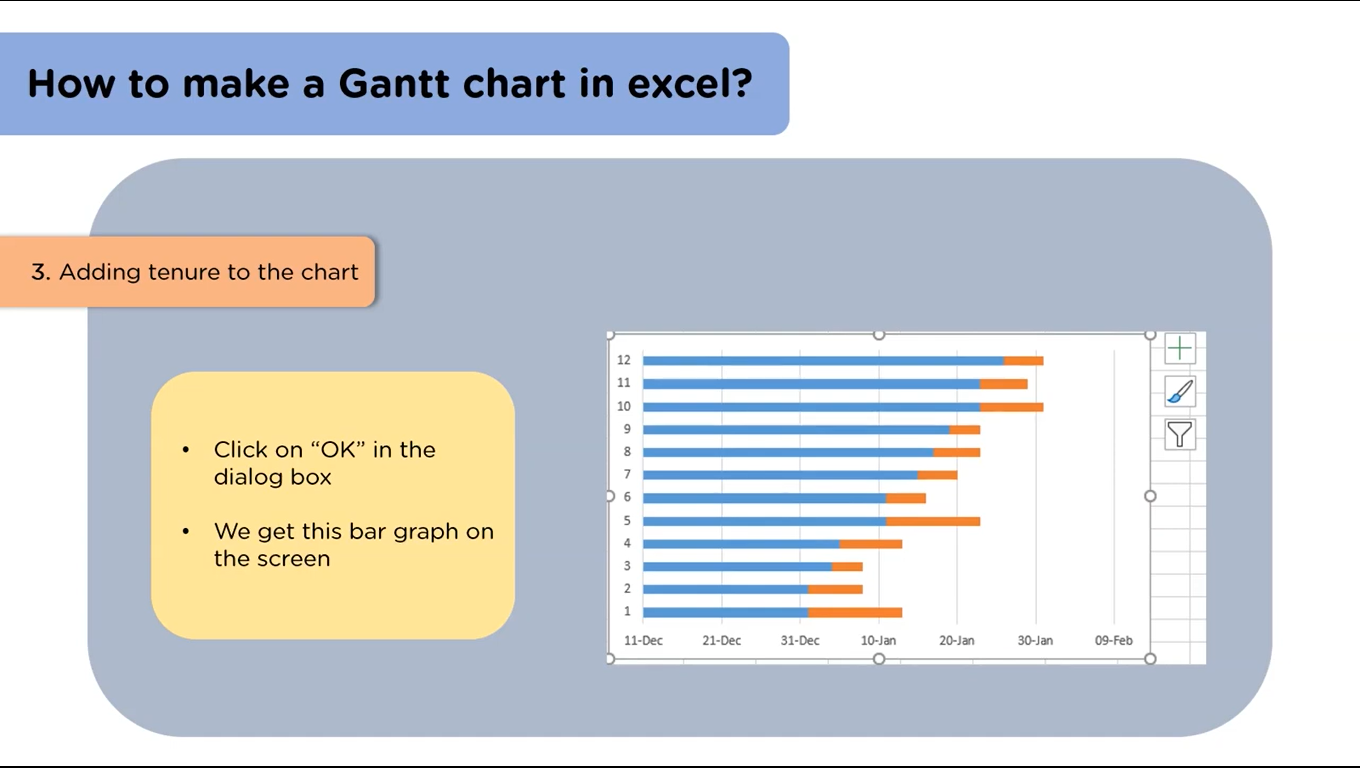 How to make a Gantt chart in excel?
3. Adding tenure to the chart
• Click on “OK” in the
dialog box
• We get this bar graph on
the screen
12
11
10
9
8
7
6
5
4
3
2
1
11-Dec 21-Dec 31-Dec 10-Jan 20-Jan 30-Jan 09-Feb